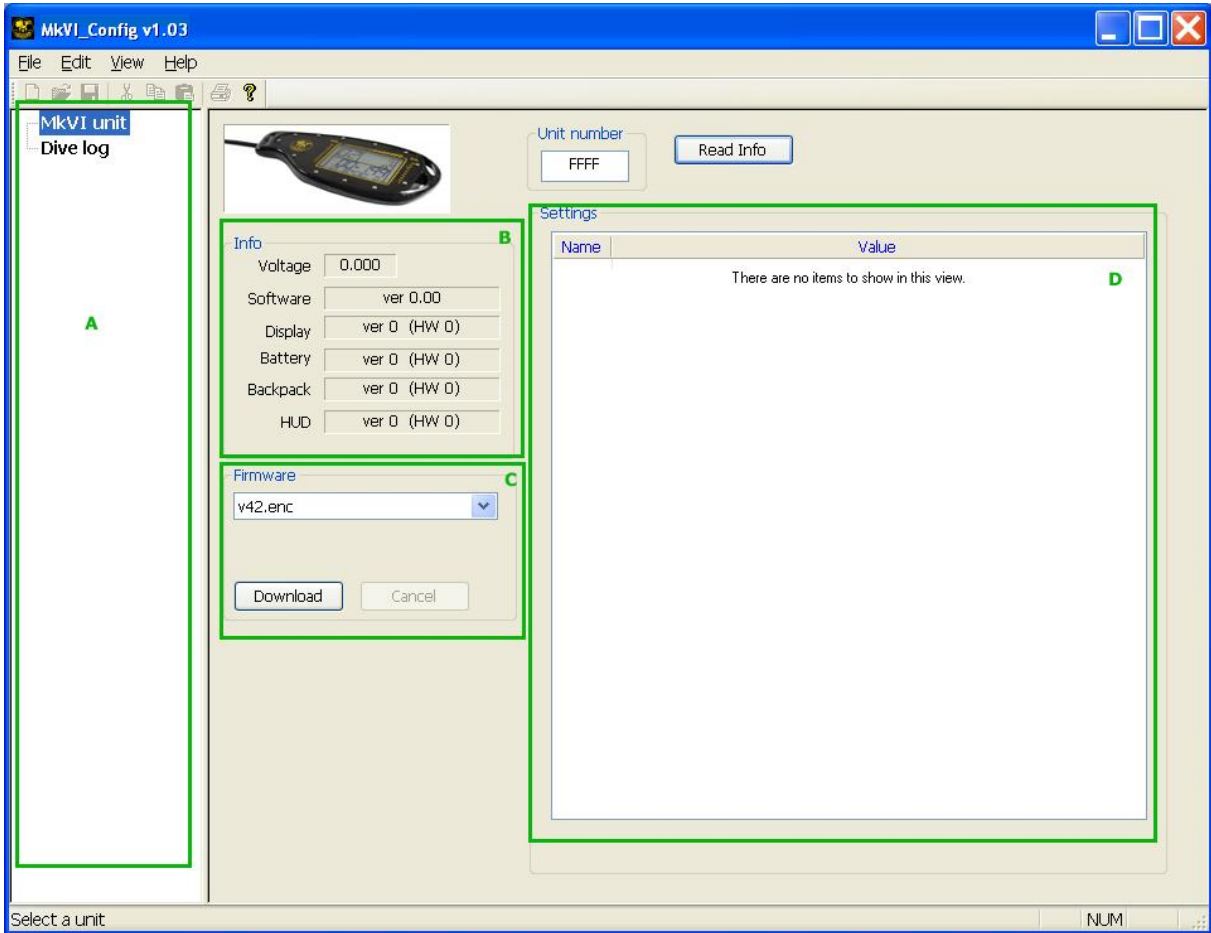 MkVI_Config v1.03
File Edit View Help
MkVI unit
Dive log
A
Unit number
FFFF
Read Info
Info
B
Voltage 0.000
Software ver 0.00
Display ver 0 (HW 0)
Battery ver 0 (HW 0)
Backpack ver 0 (HW 0)
HUD ver 0 (HW 0)
Firmware
C
v42.enc
Download Cancel
Settings
Name Value
There are no items to show in this view.
D
Select a unit NUM